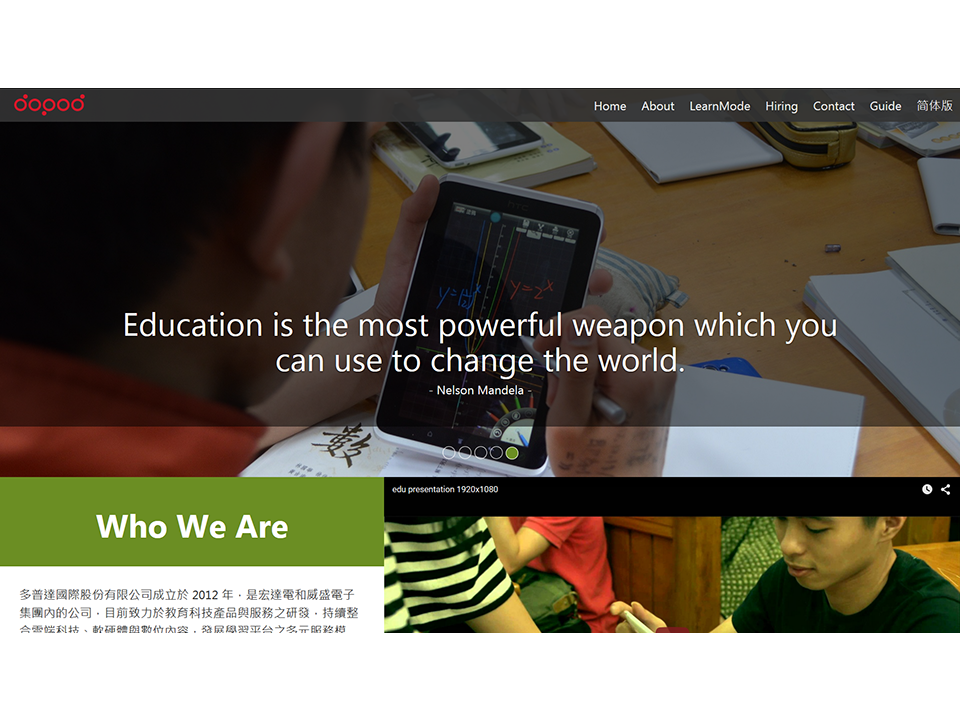 dopod
Home About LearnMode Hiring Contact Guide 简体版
y=(1/2)^x y=2^x
Education is the most powerful weapon which you
can use to change the world.
- Nelson Mandela -
數
edu presentation 1920x1080
Who We Are
多普達國際股份有限公司成立於 2012 年，是宏達電和威盛電子
集團內的公司，目前致力於教育科技產品與服務之研發，持續整
合雲端科技、軟硬體與數位內容，發展學習平台之多元服務模